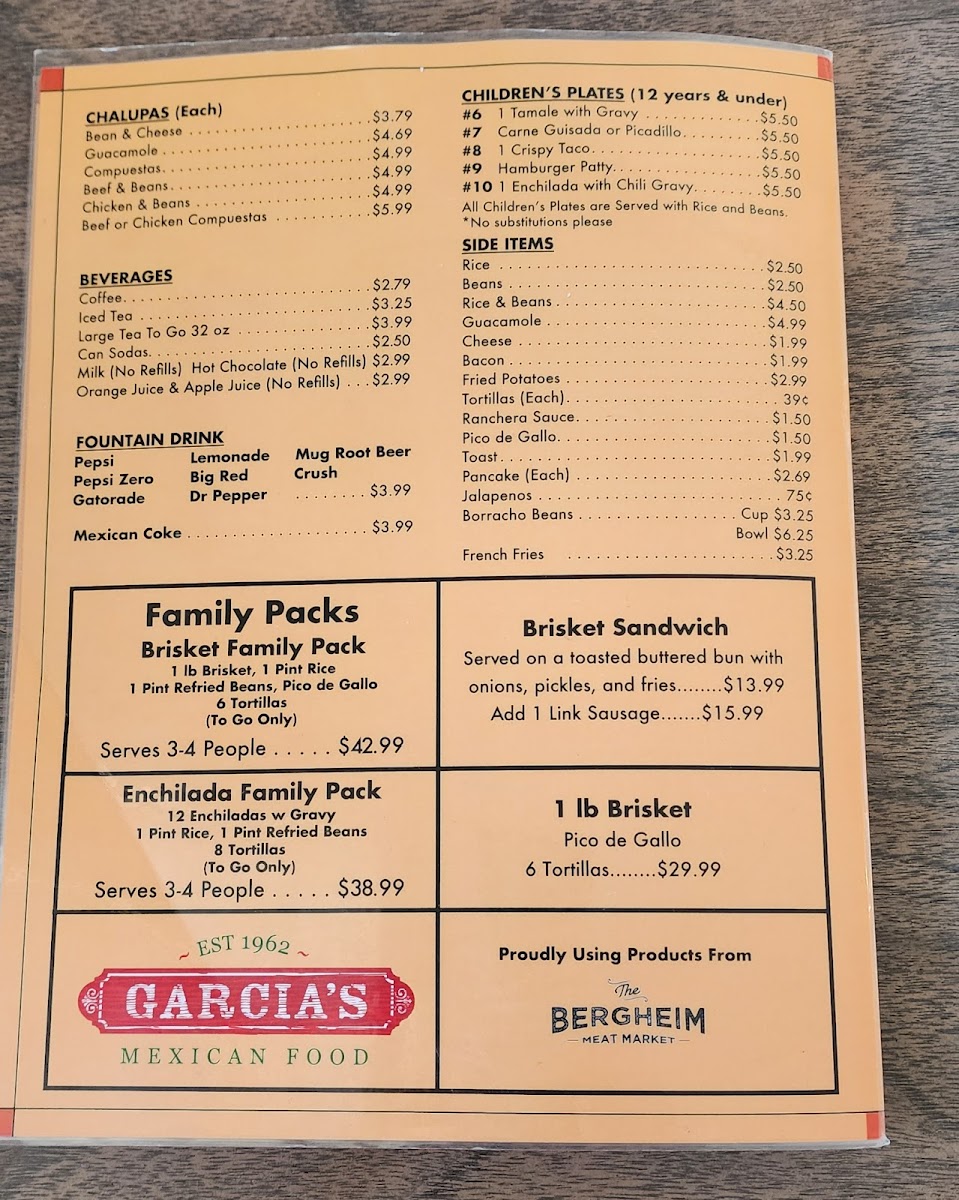 CHALUPAS (Each)
Bean & Cheese . . . . . . . . . . . . . . . . . . . . $3.79
Guacamole . . . . . . . . . . . . . . . . . . . . . . . $4.69
Compuestas. . . . . . . . . . . . . . . . . . . . . . . $4.99
Beef & Beans. . . . . . . . . . . . . . . . . . . . . . $4.99
Chicken & Beans . . . . . . . . . . . . . . . . . . . $4.99
Beef or Chicken Compuestas . . . . . . . . . . $5.99
BEVERAGES
Coffee. . . . . . . . . . . . . . . . . . . . . . . . . . . $2.79
Iced Tea . . . . . . . . . . . . . . . . . . . . . . . . . $3.25
Large Tea To Go 32 oz . . . . . . . . . . . . . . $3.99
Can Sodas. . . . . . . . . . . . . . . . . . . . . . . . $2.50
Milk (No Refills) Hot Chocolate (No Refills) $2.99
Orange Juice & Apple Juice (No Refills) . . . $2.99
FOUNTAIN DRINK
Pepsi Lemonade Mug Root Beer
Pepsi Zero Big Red Crush
Gatorade Dr Pepper . . . . . . . . . $3.99
Mexican Coke . . . . . . . . . . . . . . . . . . . . . $3.99
CHILDREN'S PLATES (12 years & under)
#6 1 Tamale with Gravy . . . . . . . . . . . . . $5.50
#7 Carne Guisada or Picadillo. . . . . . . . . $5.50
#8 1 Crispy Taco. . . . . . . . . . . . . . . . . . . $5.50
#9 Hamburger Patty. . . . . . . . . . . . . . . . $5.50
#10 1 Enchilada with Chili Gravy. . . . . . . . $5.50
All Children's Plates are Served with Rice and Beans.
*No substitutions please
SIDE ITEMS
Rice . . . . . . . . . . . . . . . . . . . . . . . . . . . . $2.50
Beans . . . . . . . . . . . . . . . . . . . . . . . . . . . $2.50
Rice & Beans . . . . . . . . . . . . . . . . . . . . . . $4.50
Guacamole . . . . . . . . . . . . . . . . . . . . . . . $4.99
Cheese . . . . . . . . . . . . . . . . . . . . . . . . . . $1.99
Bacon . . . . . . . . . . . . . . . . . . . . . . . . . . . $1.99
Fried Potatoes . . . . . . . . . . . . . . . . . . . . . $2.99
Tortillas (Each). . . . . . . . . . . . . . . . . . . . . . 39¢
Ranchera Sauce. . . . . . . . . . . . . . . . . . . . $1.50
Pico de Gallo. . . . . . . . . . . . . . . . . . . . . . $1.50
Toast. . . . . . . . . . . . . . . . . . . . . . . . . . . . $1.99
Pancake (Each) . . . . . . . . . . . . . . . . . . . . $2.69
Jalapenos . . . . . . . . . . . . . . . . . . . . . . . . . 75¢
Borracho Beans . . . . . . . . . . . . . . . . . Cup $3.25
Bowl $6.25
French Fries . . . . . . . . . . . . . . . . . . . . . . $3.25
Family Packs
Brisket Family Pack
1 lb Brisket, 1 Pint Rice
1 Pint Refried Beans, Pico de Gallo
6 Tortillas
(To Go Only)
Serves 3-4 People . . . . . $42.99
Brisket Sandwich
Served on a toasted buttered bun with
onions, pickles, and fries........$13.99
Add 1 Link Sausage.......$15.99
Enchilada Family Pack
12 Enchiladas w Gravy
1 Pint Rice, 1 Pint Refried Beans
8 Tortillas
(To Go Only)
Serves 3-4 People . . . . . $38.99
1 lb Brisket
Pico de Gallo
6 Tortillas........$29.99
~ EST 1962 ~
GARCIA'S
MEXICAN FOOD
Proudly Using Products From
The
BERGHEIM
— MEAT MARKET —